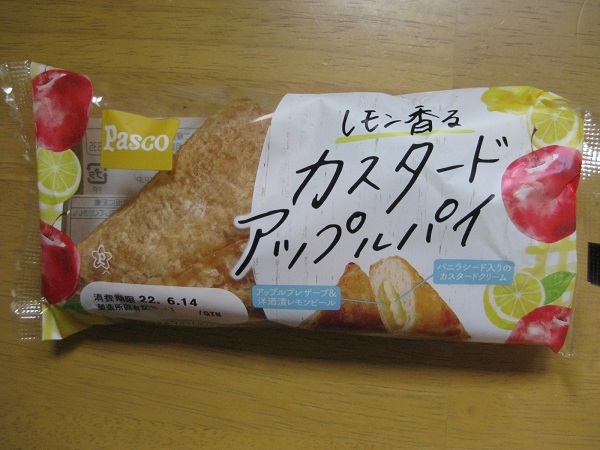 Pasco
レモン香る
カスタード
アップルパイ
バニラシード入りの
カスタードクリーム
アップルプレザーブ&
洋酒漬レモンピール
消費期限 22. 6.14